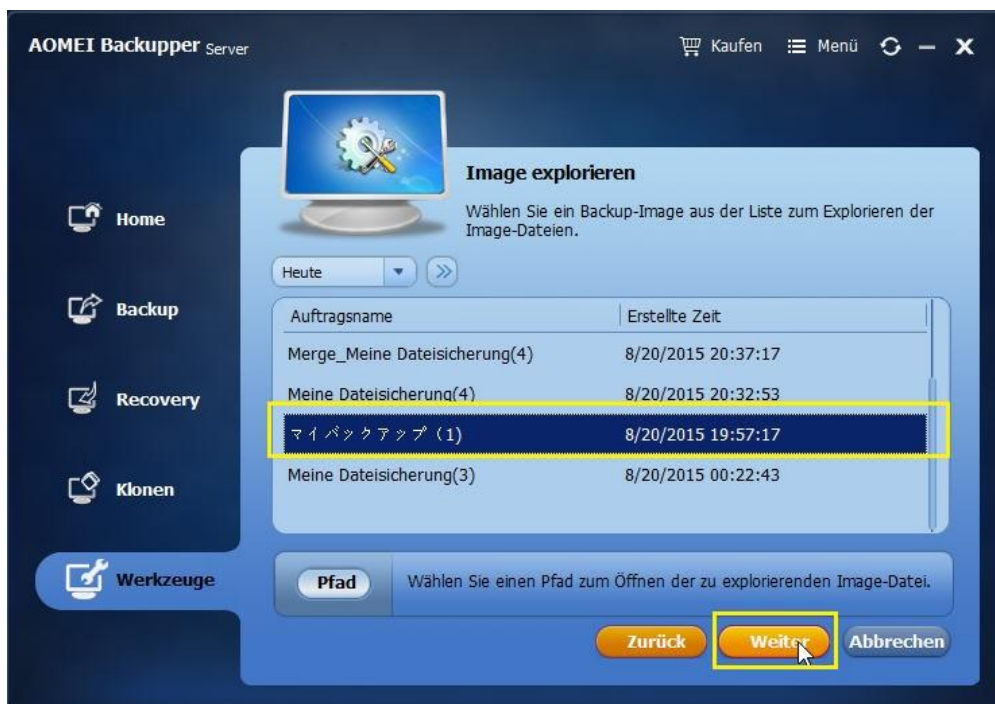 AOMEI Backupper Server
Kaufen Menü
Image explorieren
Wählen Sie ein Backup-Image aus der Liste zum Explorieren der
Image-Dateien.
Home
Backup
Recovery
Klonen
Werkzeuge
Heute
Auftragsname Erstellte Zeit
Merge_Meine Dateisicherung(4) 8/20/2015 20:37:17
Meine Dateisicherung(4) 8/20/2015 20:32:53
マイバックアップ(1) 8/20/2015 19:57:17
Meine Dateisicherung(3) 8/20/2015 00:22:43
Pfad Wählen Sie einen Pfad zum Öffnen der zu explorierenden Image-Datei.
Zurück Weiter Abbrechen